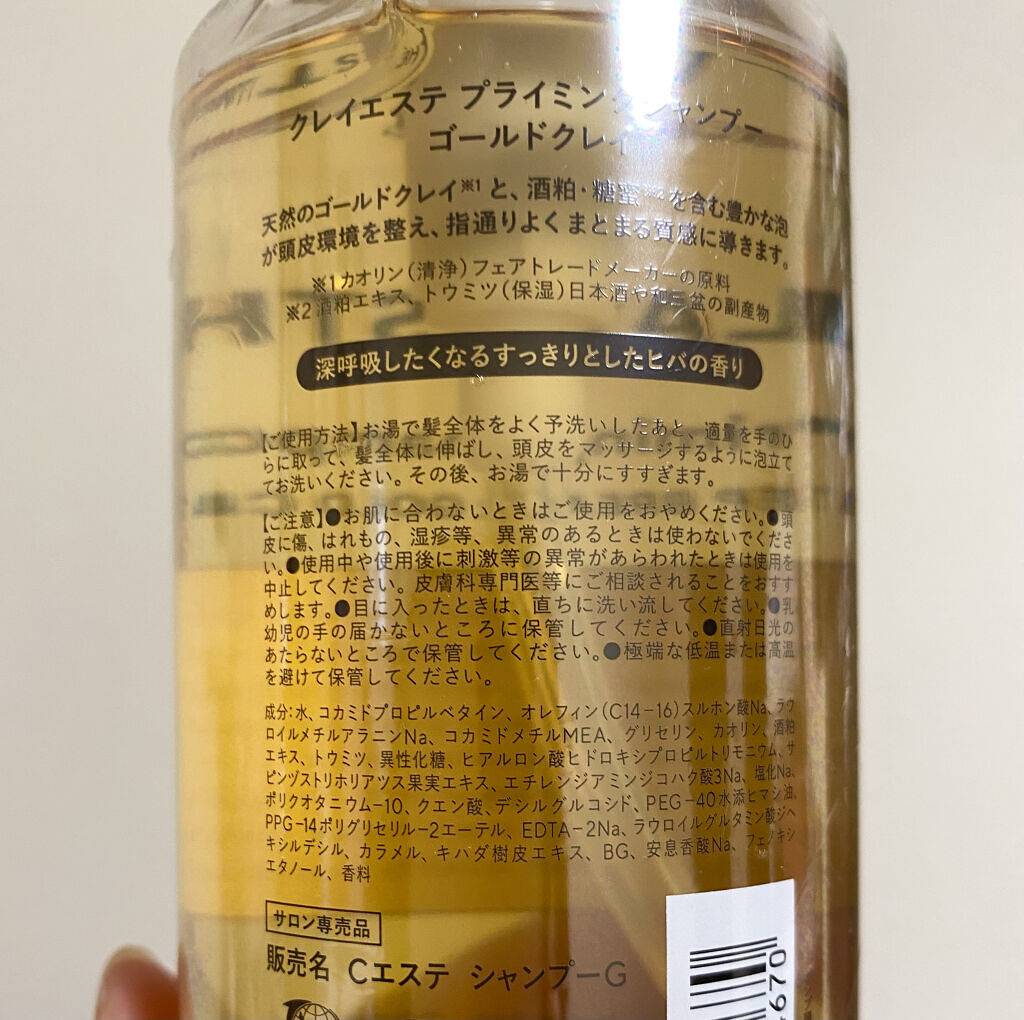 クレイエステ プライミングシャンプー
ゴールドクレイ
天然のゴールドクレイ※1 と、酒粕・糖蜜※2 を含む豊かな泡
が頭皮環境を整え、指通りよくまとまる質感に導きます。
※1カオリン(清浄)フェアトレードメーカーの原料
※2 酒粕エキス、トウミツ(保湿)日本酒や和三盆の副産物
深呼吸したくなるすっきりとしたヒバの香り
【ご使用方法】お湯で髪全体をよく予洗いしたあと、適量を手のひ
らに取って、髪全体に伸ばし、頭皮をマッサージするように泡立て
てお洗いください。その後、お湯で十分にすすぎます。
【ご注意】●お肌に合わないときはご使用をおやめください。●頭
皮に傷、はれもの、湿疹等、異常のあるときは使わないでくださ
い。●使用中や使用後に刺激等の異常があらわれたときは使用を
中止してください。皮膚科専門医等にご相談されることをおすす
めします。●目に入ったときは、直ちに洗い流してください。●乳
幼児の手の届かないところに保管してください。●直射日光の
あたらないところで保管してください。●極端な低温または高温
を避けて保管してください。
成分:水、コカミドプロピルベタイン、オレフィン(C14-16)スルホン酸Na、ラウ
ロイルメチルアラニンNa、コカミドメチルMEA、グリセリン、カオリン、酒粕
エキス、トウミツ、異性化糖、ヒアルロン酸ヒドロキシプロピルトリモニウム、サ
ピンヅストリホリアツス果実エキス、エチレンジアミンジコハク酸3Na、塩化Na、
ポリクオタニウム-10、クエン酸、デシルグルコシド、PEG-40水添ヒマシ油、
PPG-14ポリグリセリル-2エーテル、EDTA-2Na、ラウロイルグルタミン酸ジヘ
キシルデシル、カラメル、キハダ樹皮エキス、BG、安息香酸Na、フェノキシ
エタノール、香料
サロン専売品
販売名 Cエステ シャンプーG
670